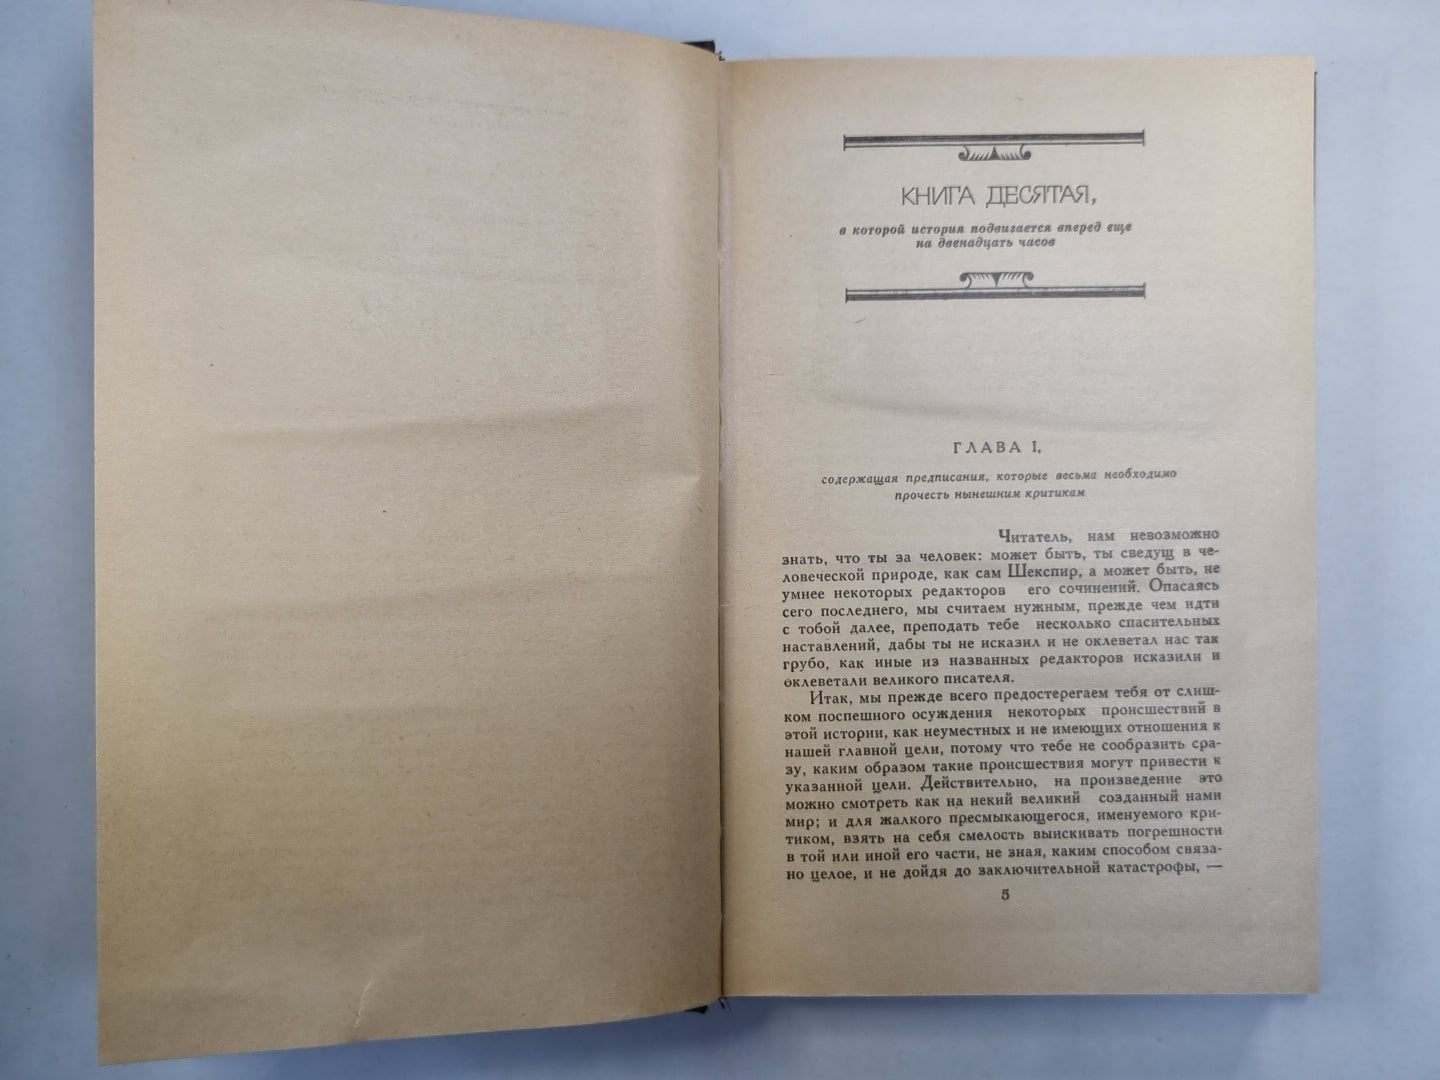 КНИГА ДЕСЯТАЯ,
в которой история подвигается вперед еще
на двенадцать часов
ГЛАВА I,
содержащая предписания, которые весьма необходимо
прочесть нынешним критикам
Читатель, нам невозможно
знать, что ты за человек: может быть, ты сведущ в че-
ловеческой природе, как сам Шекспир, а может быть, не
умнее некоторых редакторов его сочинений. Опасаясь
сего последнего, мы считаем нужным, прежде чем идти
с тобой далее, преподать тебе несколько спасительных
наставлений, дабы ты не исказил и не оклеветал нас так
грубо, как иные из названных редакторов исказили и
оклеветали великого писателя.
Итак, мы прежде всего предостерегаем тебя от слиш-
ком поспешного осуждения некоторых происшествий в
этой истории, как неуместных и не имеющих отношения к
нашей главной цели, потому что тебе не сообразить сра-
зу, каким образом такие происшествия могут привести к
указанной цели. Действительно, на произведение это
можно смотреть как на некий великий созданный нами
мир; и для жалкого пресмыкающегося, именуемого кри-
тиком, взять на себя смелость выискивать погрешности
в той или иной его части, не зная, каким способом связа-
но целое, и не дойдя до заключительной катастрофы, —
5